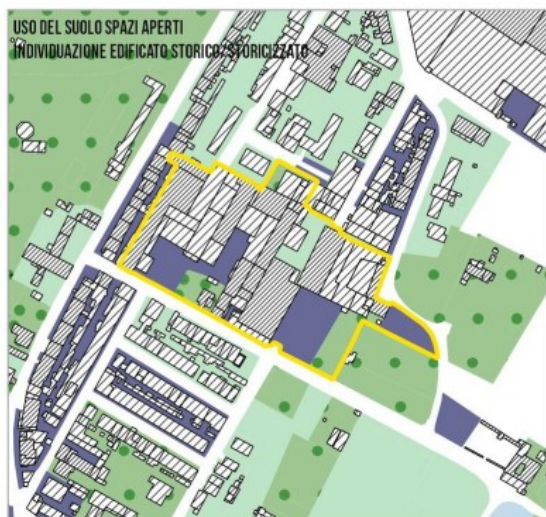 USO DEL SUOLO SPAZI APERTI
INDIVIDUAZIONE EDIFICATO STORICO/STORICIZZATO ->